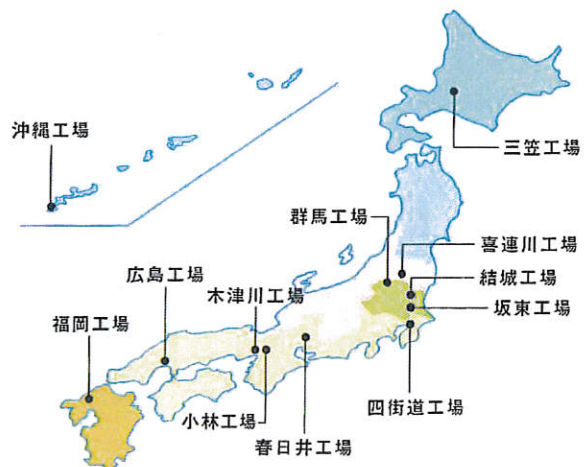 沖縄工場
三笠工場
群馬工場
喜連川工場
広島工場
結城工場
木津川工場
坂東工場
福岡工場
四街道工場
小林工場
春日井工場